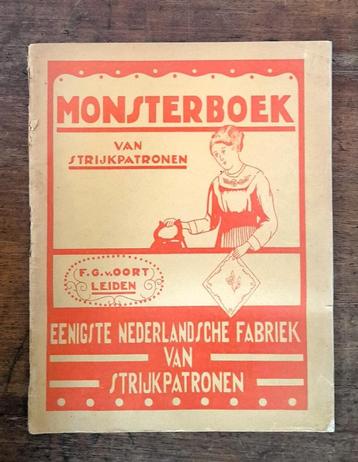 MONSTERBOEK
VAN
STRIJKPATRONEN
F.G.v.OORT
LEIDEN
EENIGSTE NEDERLANDSCHE FABRIEK
VAN
STRIJKPATRONEN